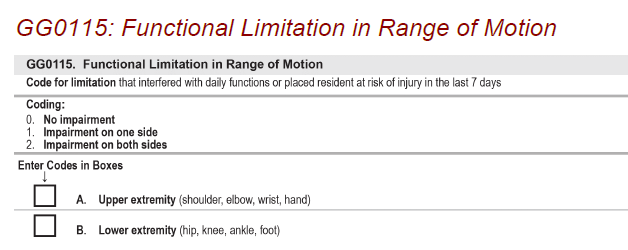 GG0115: Functional Limitation in Range of Motion
GG0115. Functional Limitation in Range of Motion
Code for limitation that interfered with daily functions or placed resident at risk of injury in the last 7 days
Coding:
0. No impairment
1. Impairment on one side
2. Impairment on both sides
Enter Codes in Boxes
↓
A. Upper extremity (shoulder, elbow, wrist, hand)
B. Lower extremity (hip, knee, ankle, foot)